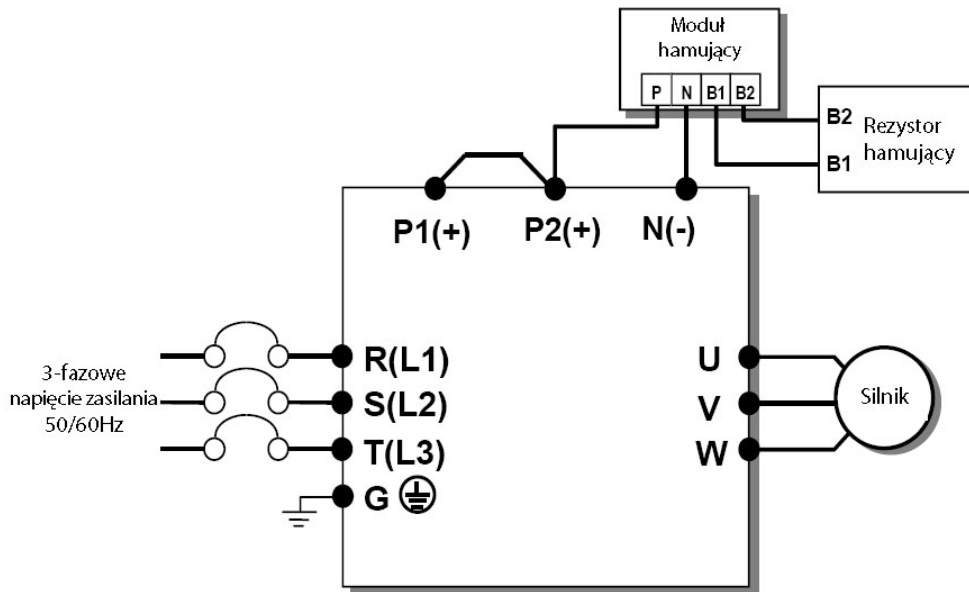 Moduł
hamujący
P N B1 B2
B2
Rezystor
hamujący
B1
P1(+) P2(+) N(-)
3-fazowe
napięcie zasilania
50/60Hz
R(L1)
S(L2)
T(L3)
G
U
V
W
Silnik